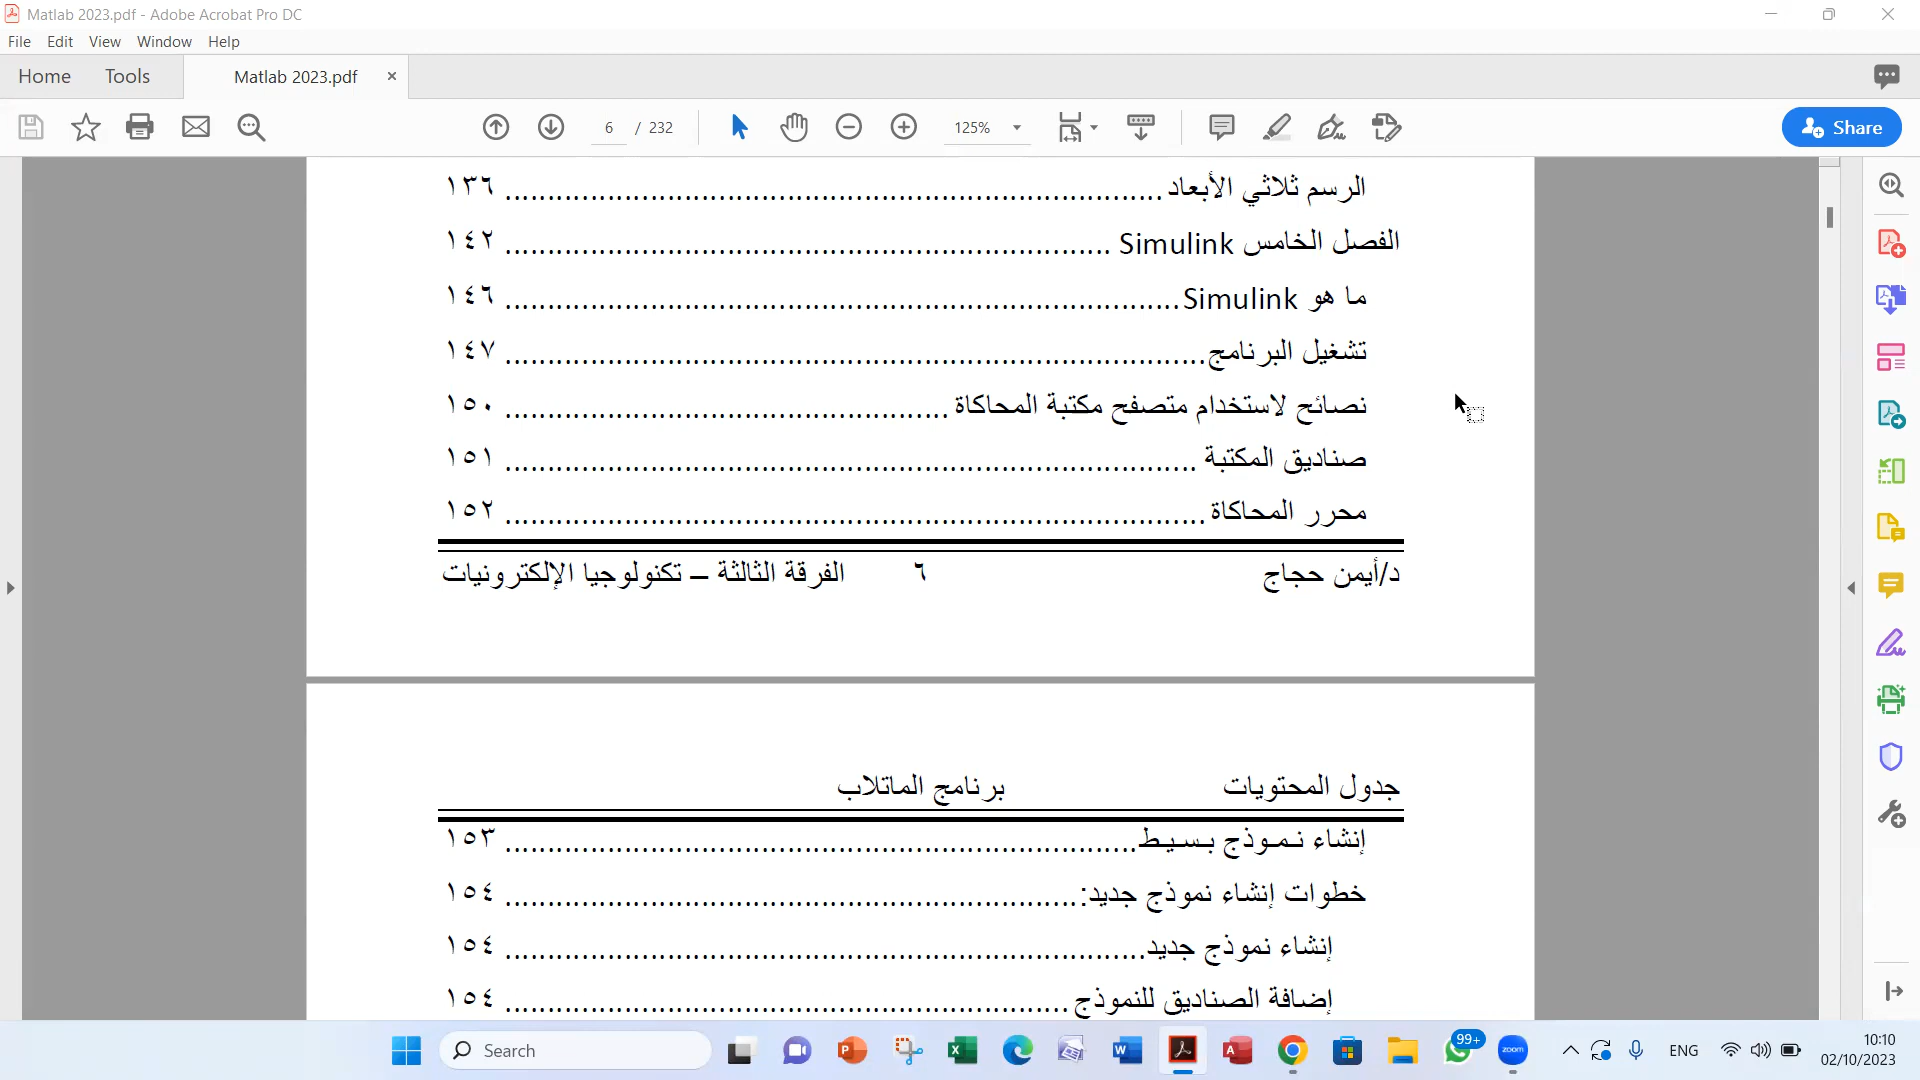 Matlab 2023.pdf - Adobe Acrobat Pro DC
File Edit View Window Help
Home Tools Matlab 2023.pdf ×
6 / 232 125% Share
الرسم ثلاثي الأبعاد ........ ١٣٦
الفصل الخامس Simulink ........ ١٤٢
ما هو Simulink ........ ١٤٦
تشغيل البرنامج ........ ١٤٧
نصائح لاستخدام متصفح مكتبة المحاكاة ........ ١٥٠
صناديق المكتبة ........ ١٥١
محرر المحاكاة ........ ١٥٢
د/أيمن حجاج ٦ الفرقة الثالثة – تكنولوجيا الإلكترونيات
جدول المحتويات برنامج الماتلاب
إنشاء نـمـوذج بـسـيـط ........ ١٥٣
خطوات إنشاء نموذج جديد: ........ ١٥٤
إنشاء نموذج جديد ........ ١٥٤
إضافة الصناديق للنموذج ........ ١٥٤
Search 99+ zoom ENG 10:10
02/10/2023